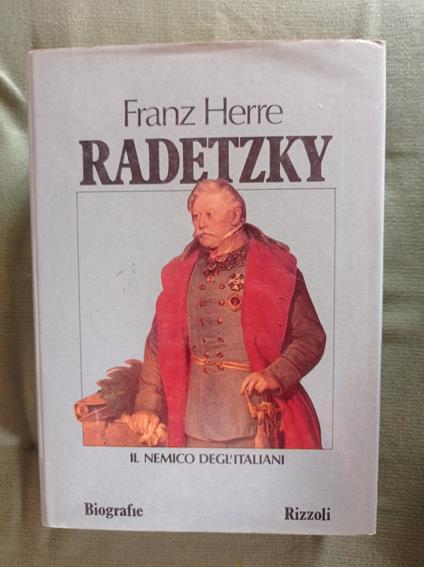 Franz Herre
RADETZKY
IL NEMICO DEGL'ITALIANI
Biografie Rizzoli